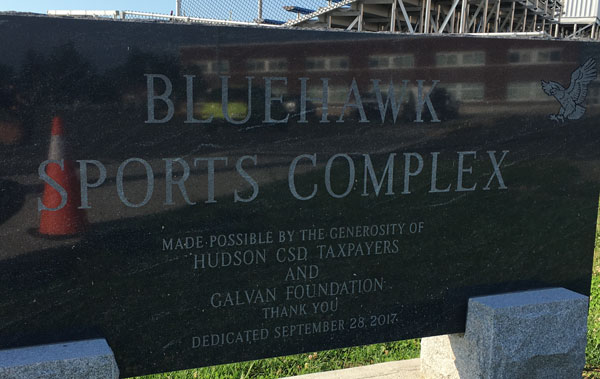 BLUEHAWK
SPORTS COMPLEX
MADE POSSIBLE BY THE GENEROSITY OF
HUDSON CSD TAXPAYERS
AND
GALVAN FOUNDATION
THANK YOU
DEDICATED SEPTEMBER 28, 2017